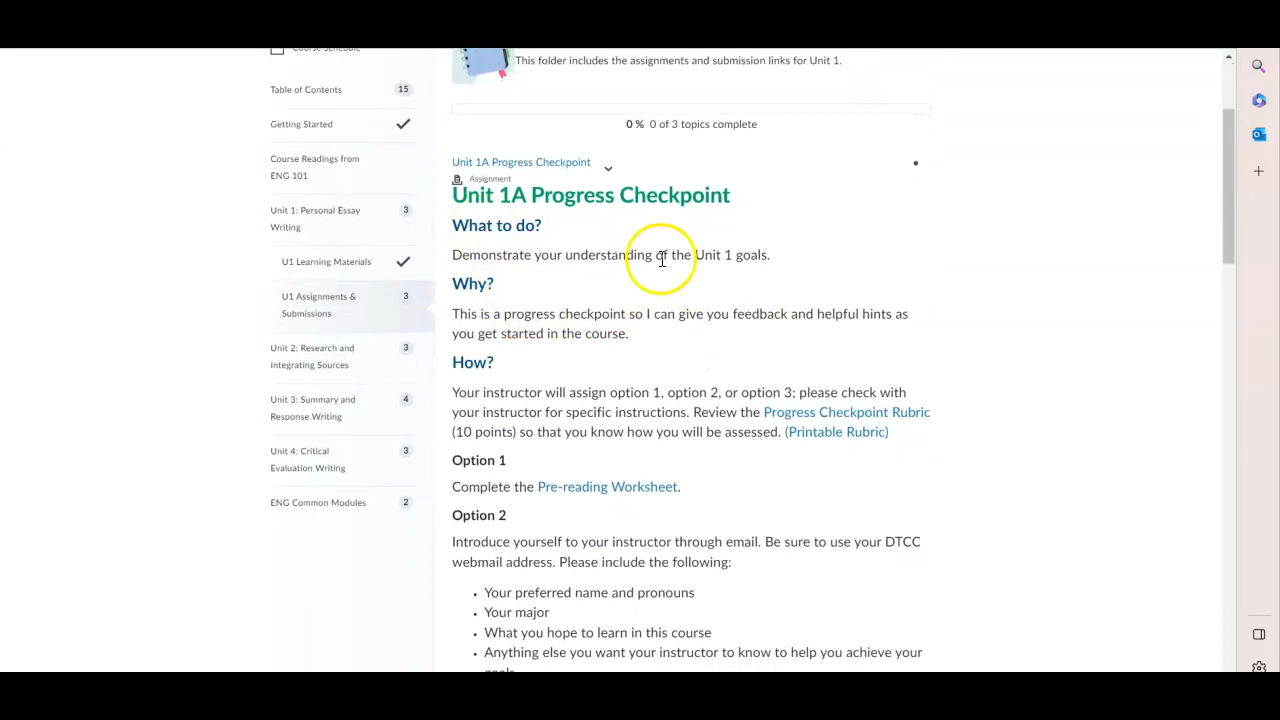 Course Schedule
Table of Contents 15
Getting Started
Course Readings from
ENG 101
Unit 1: Personal Essay 3
Writing
U1 Learning Materials
U1 Assignments & 3
Submissions
Unit 2: Research and 3
Integrating Sources
Unit 3: Summary and 4
Response Writing
Unit 4: Critical 3
Evaluation Writing
ENG Common Modules 2
This folder includes the assignments and submission links for Unit 1.
0 % 0 of 3 topics complete
Unit 1A Progress Checkpoint
Assignment
Unit 1A Progress Checkpoint
What to do?
Demonstrate your understanding of the Unit 1 goals.
Why?
This is a progress checkpoint so I can give you feedback and helpful hints as
you get started in the course.
How?
Your instructor will assign option 1, option 2, or option 3; please check with
your instructor for specific instructions. Review the Progress Checkpoint Rubric
(10 points) so that you know how you will be assessed. (Printable Rubric)
Option 1
Complete the Pre-reading Worksheet.
Option 2
Introduce yourself to your instructor through email. Be sure to use your DTCC
webmail address. Please include the following:
• Your preferred name and pronouns
• Your major
• What you hope to learn in this course
• Anything else you want your instructor to know to help you achieve your
goals